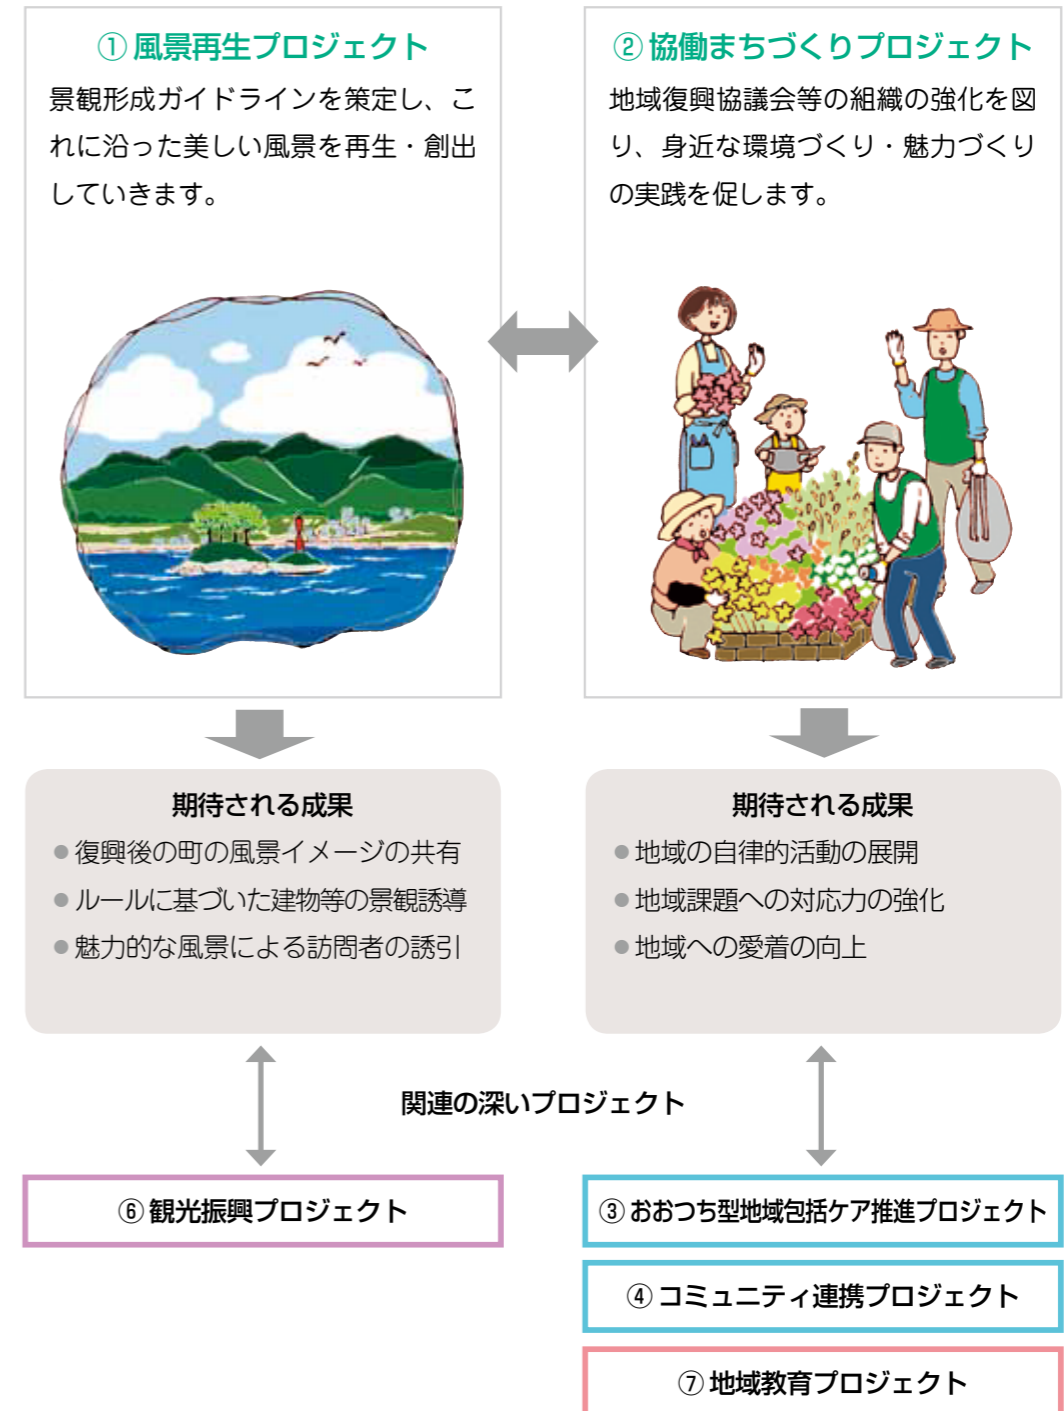 ① 風景再生プロジェクト
景観形成ガイドラインを策定し、こ
れに沿った美しい風景を再生・創出
していきます。
② 協働まちづくりプロジェクト
地域復興協議会等の組織の強化を図
り、身近な環境づくり・魅力づくり
の実践を促します。
期待される成果
● 復興後の町の風景イメージの共有
● ルールに基づいた建物等の景観誘導
● 魅力的な風景による訪問者の誘引
期待される成果
● 地域の自律的活動の展開
● 地域課題への対応力の強化
● 地域への愛着の向上
関連の深いプロジェクト
⑥ 観光振興プロジェクト
③ おおつち型地域包括ケア推進プロジェクト
④ コミュニティ連携プロジェクト
⑦ 地域教育プロジェクト